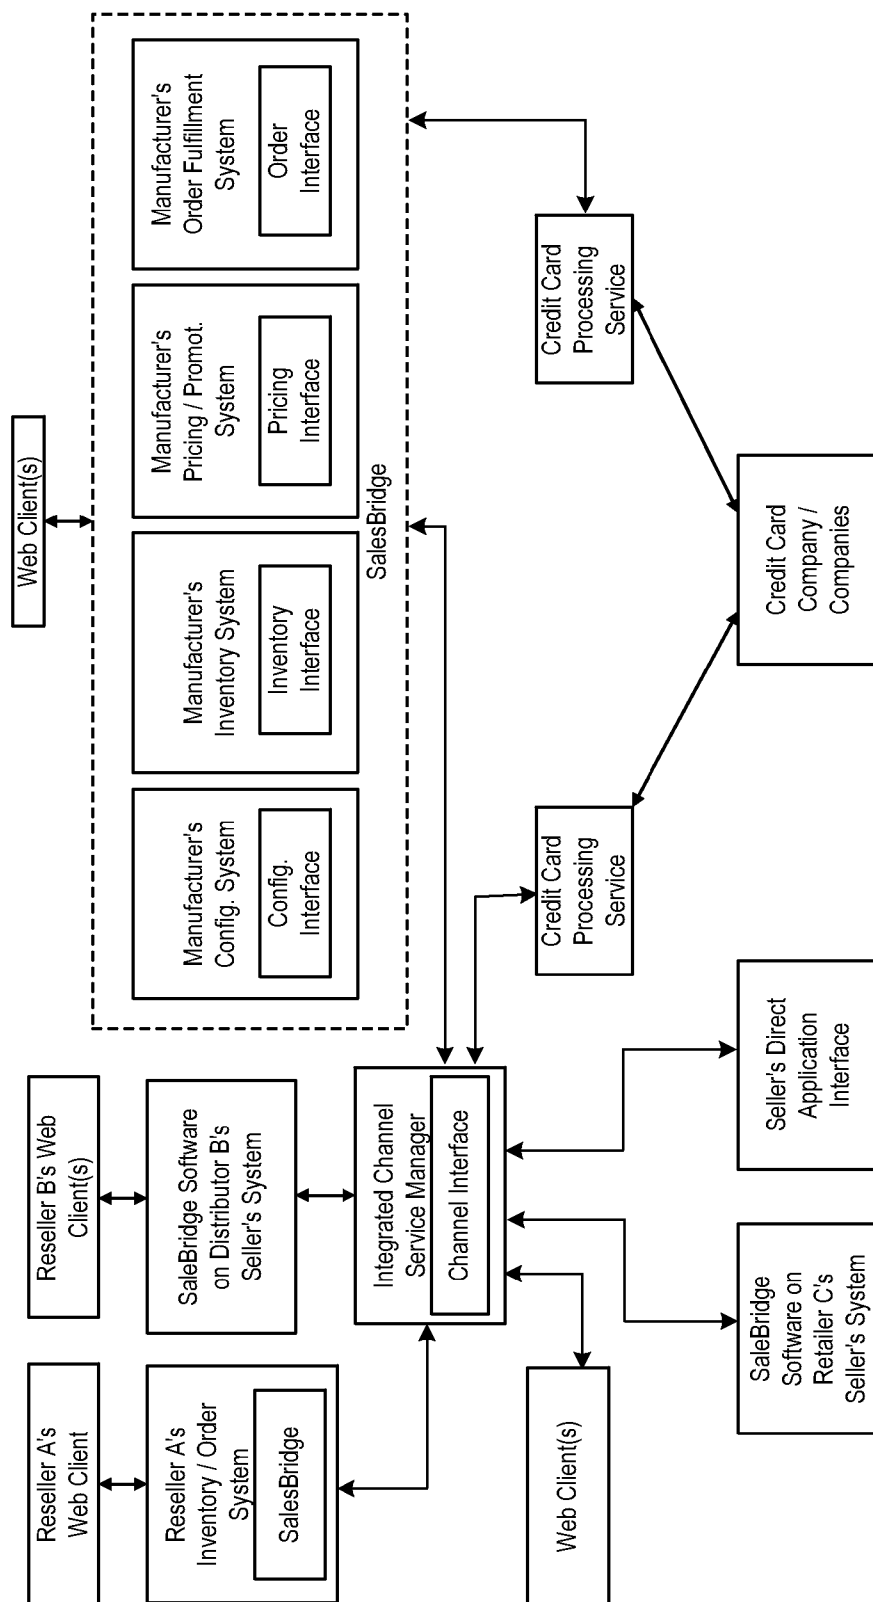 Reseller A's
Web Client
Reseller B's Web
Client(s)
Web Client(s)
Reseller A's
Inventory / Order
System
SalesBridge
SaleBridge Software
on Distributor B's
Seller's System
Manufacturer's
Config. System
Config.
Interface
Manufacturer's
Inventory System
Inventory
Interface
Manufacturer's
Pricing / Promot.
System
Pricing
Interface
Manufacturer's
Order Fulfillment
System
Order
Interface
SalesBridge
Integrated Channel
Service Manager
Channel Interface
Web Client(s)
Credit Card
Processing
Service
Credit Card
Processing
Service
SaleBridge
Software on
Retailer C's
Seller's System
Seller's Direct
Application
Interface
Credit Card
Company /
Companies